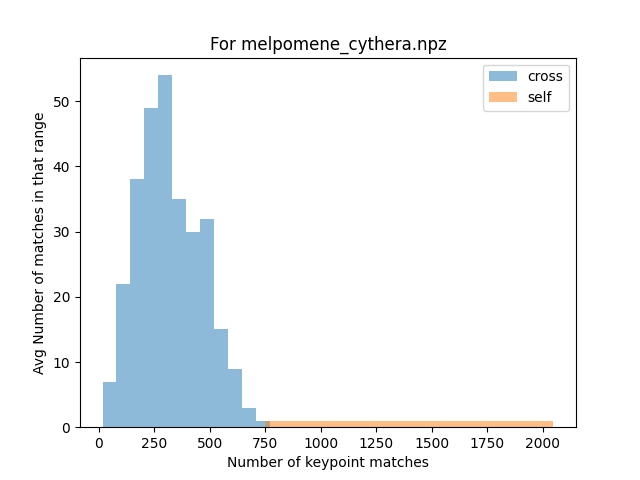 For melpomene_cythera.npz
cross
self
50
40
30
20
10
0
Avg Number of matches in that range
0 250 500 750 1000 1250 1500 1750 2000
Number of keypoint matches